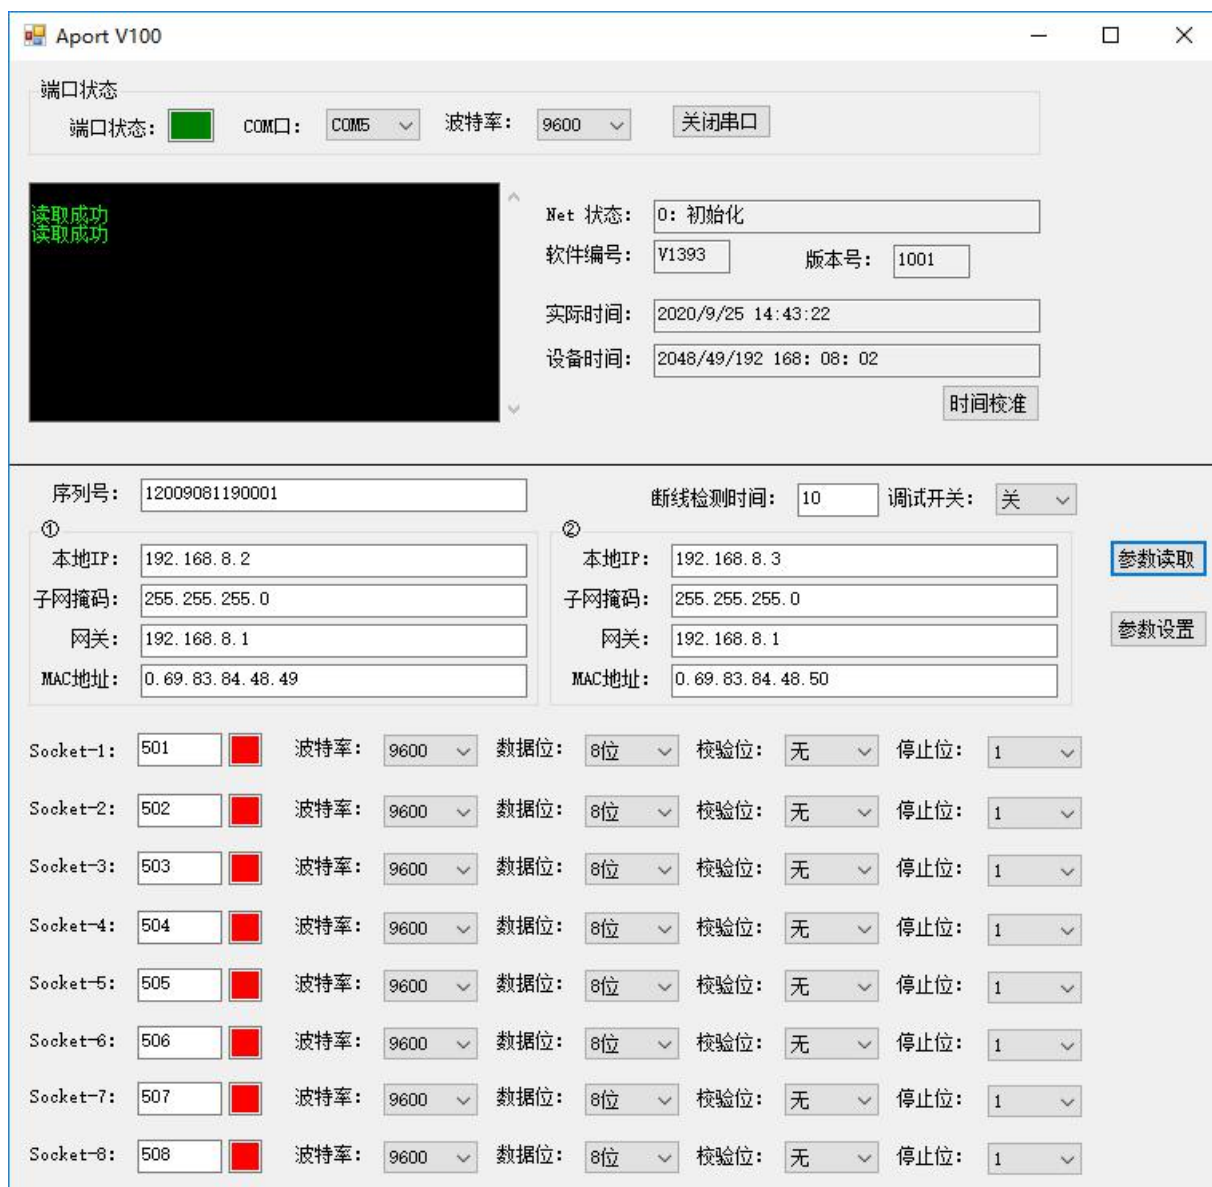 Aport V100
端口状态
端口状态: COM口: COM5 波特率: 9600 关闭串口
读取成功
读取成功
Net 状态: 0: 初始化
软件编号: V1393 版本号: 1001
实际时间: 2020/9/25 14:43:22
设备时间: 2048/49/192 168: 08: 02
时间校准
序列号: 12009081190001 断线检测时间: 10 调试开关: 关
① ②
本地IP: 192.168.8.2 本地IP: 192.168.8.3 参数读取
子网掩码: 255.255.255.0 子网掩码: 255.255.255.0
网关: 192.168.8.1 网关: 192.168.8.1 参数设置
MAC地址: 0.69.83.84.48.49 MAC地址: 0.69.83.84.48.50
Socket-1: 501 波特率: 9600 数据位: 8位 校验位: 无 停止位: 1
Socket-2: 502 波特率: 9600 数据位: 8位 校验位: 无 停止位: 1
Socket-3: 503 波特率: 9600 数据位: 8位 校验位: 无 停止位: 1
Socket-4: 504 波特率: 9600 数据位: 8位 校验位: 无 停止位: 1
Socket-5: 505 波特率: 9600 数据位: 8位 校验位: 无 停止位: 1
Socket-6: 506 波特率: 9600 数据位: 8位 校验位: 无 停止位: 1
Socket-7: 507 波特率: 9600 数据位: 8位 校验位: 无 停止位: 1
Socket-8: 508 波特率: 9600 数据位: 8位 校验位: 无 停止位: 1